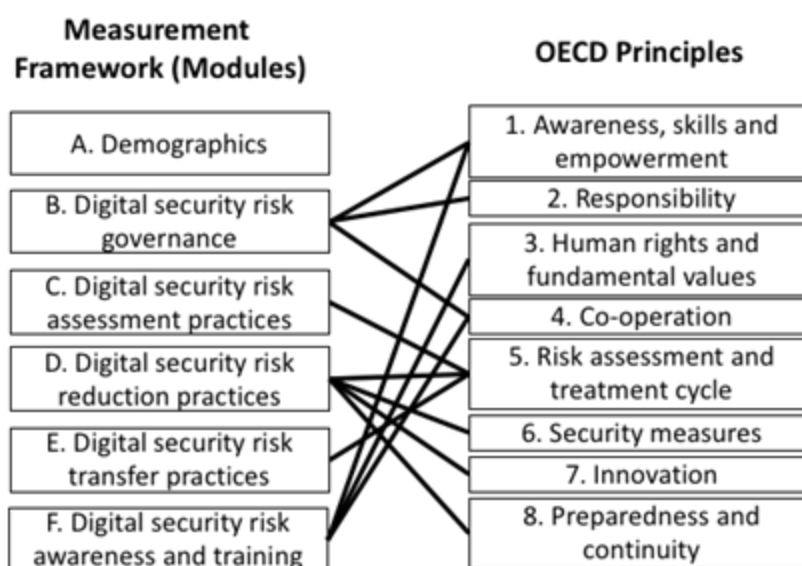 Measurement
Framework (Modules)
A. Demographics
B. Digital security risk
governance
C. Digital security risk
assessment practices
D. Digital security risk
reduction practices
E. Digital security risk
transfer practices
F. Digital security risk
awareness and training
OECD Principles
1. Awareness, skills and
empowerment
2. Responsibility
3. Human rights and
fundamental values
4. Co-operation
5. Risk assessment and
treatment cycle
6. Security measures
7. Innovation
8. Preparedness and
continuity